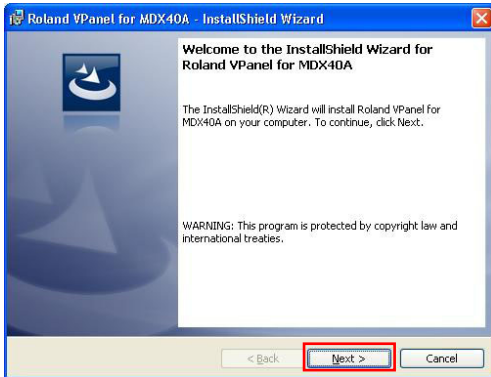 Roland VPanel for MDX40A - InstallShield Wizard
Welcome to the InstallShield Wizard for
Roland VPanel for MDX40A
The InstallShield(R) Wizard will install Roland VPanel for
MDX40A on your computer. To continue, click Next.
WARNING: This program is protected by copyright law and
international treaties.
< Back
Next >
Cancel